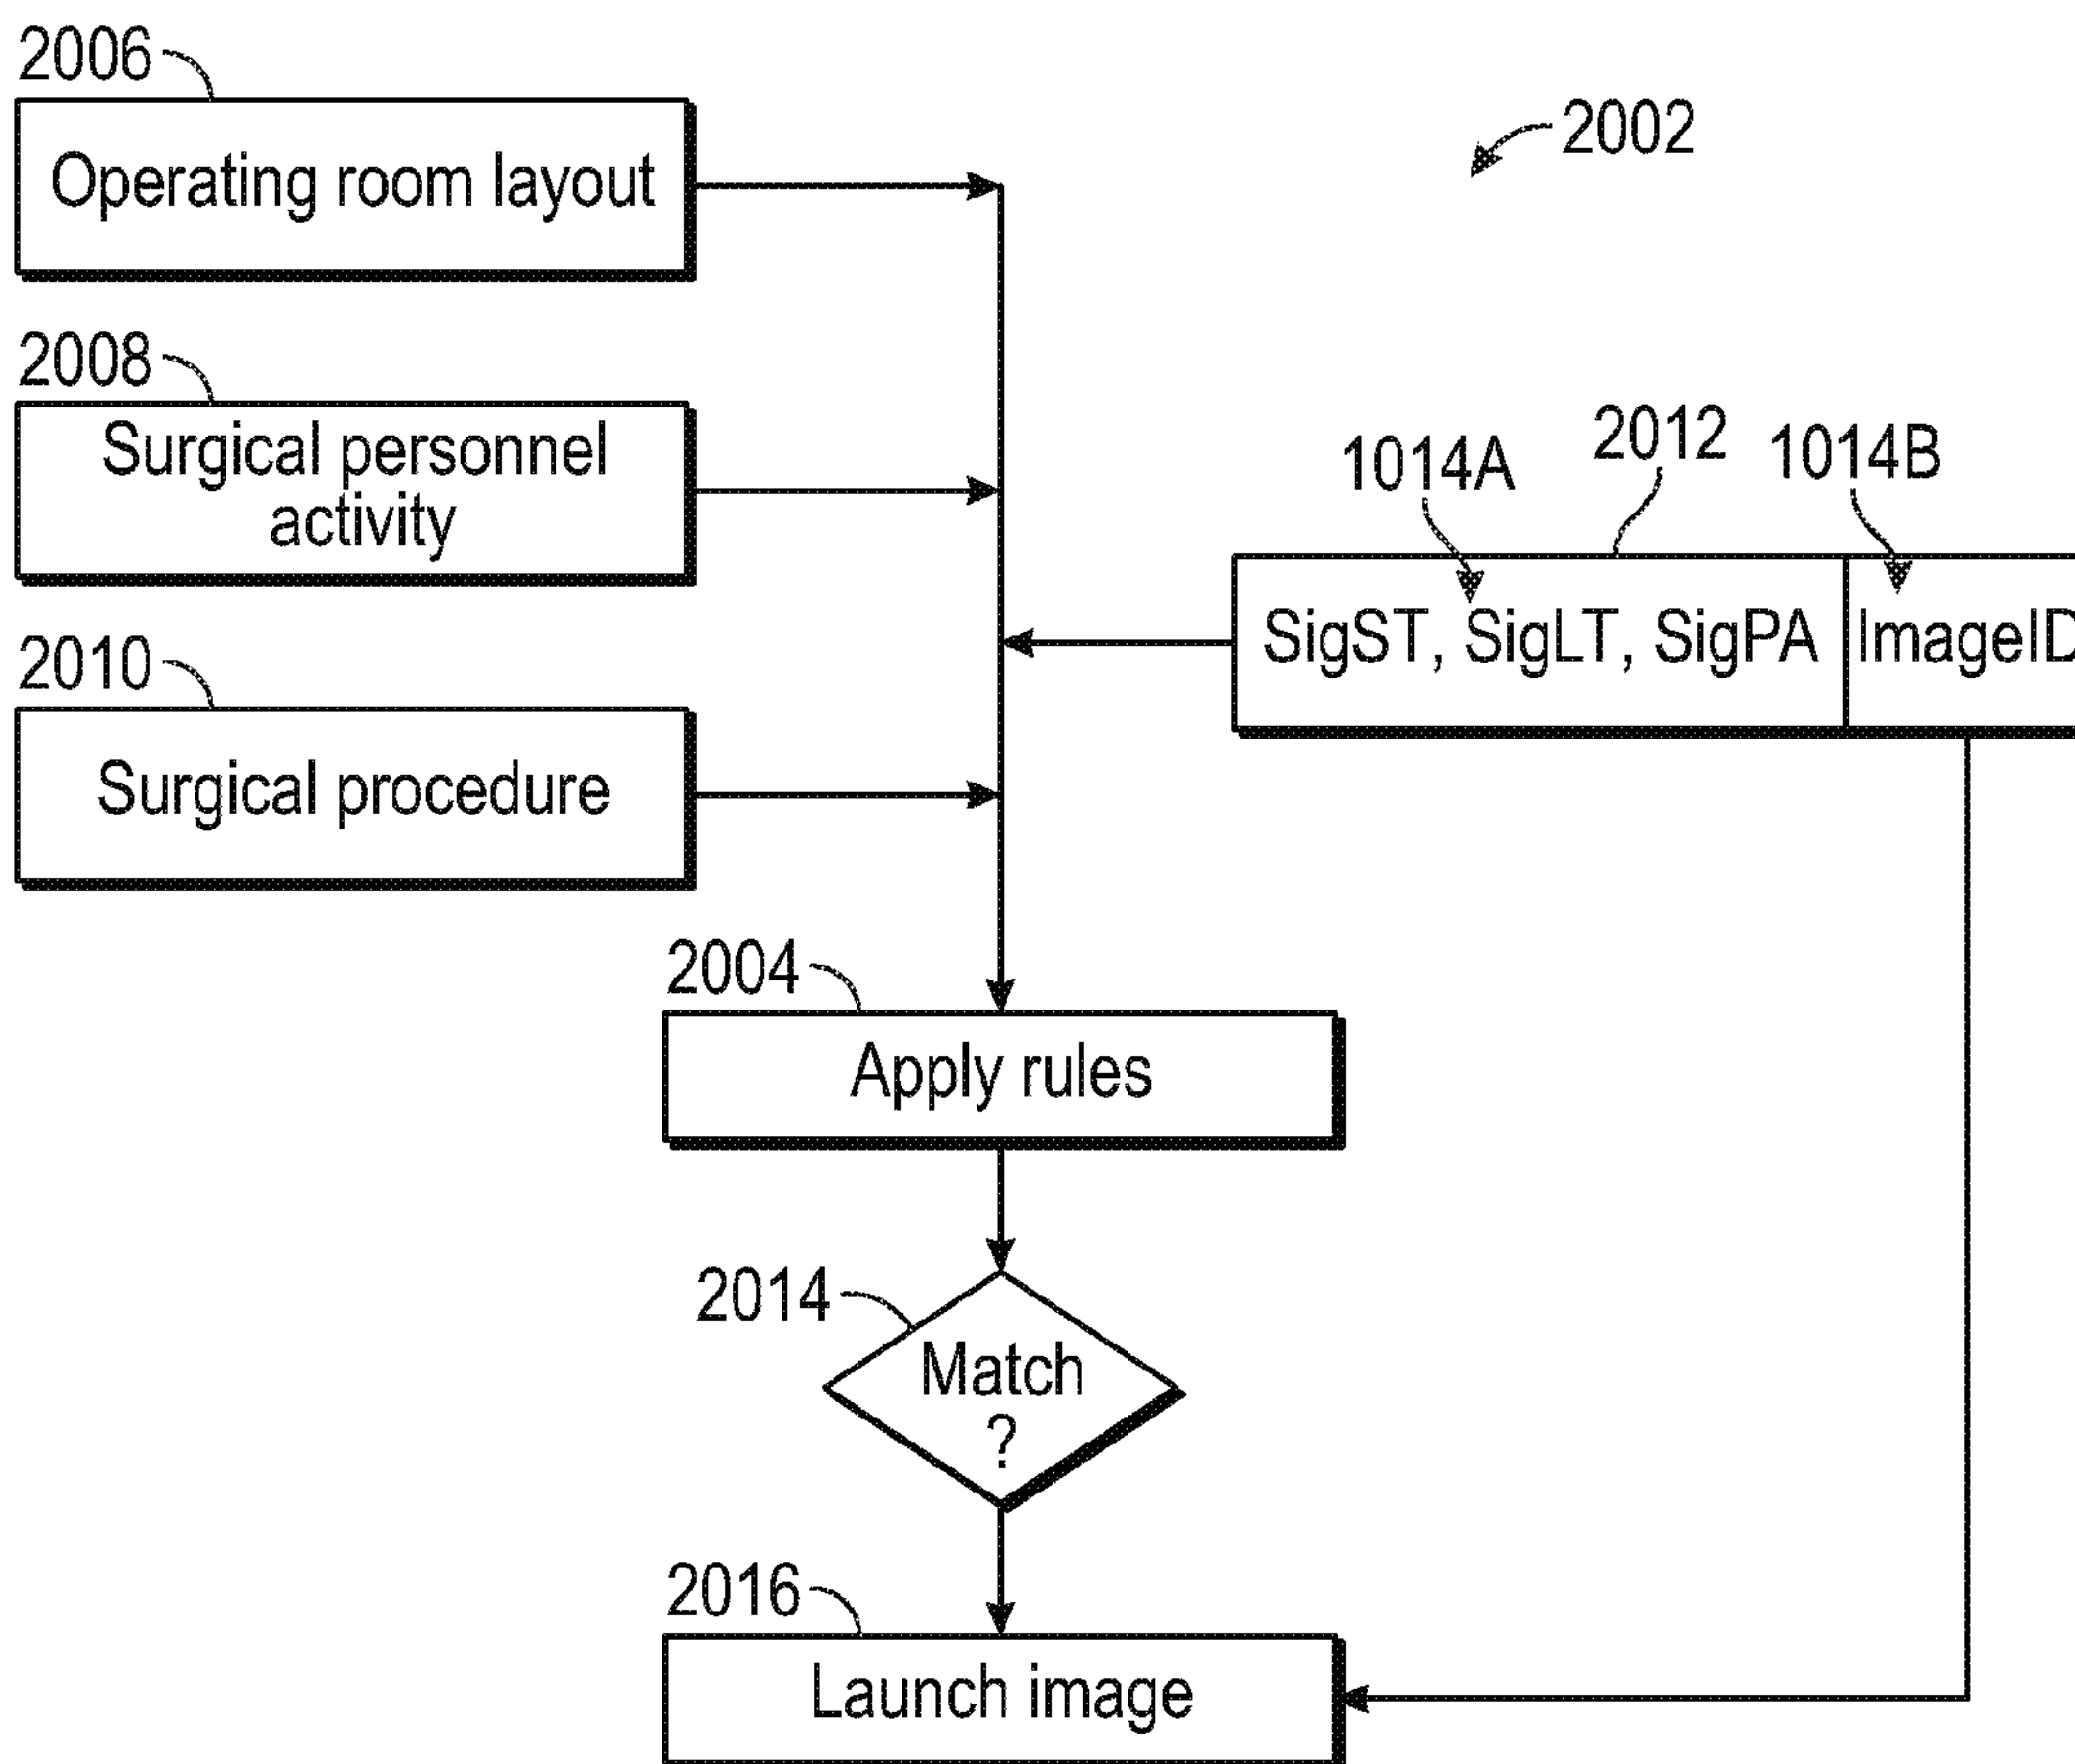 2006
Operating room layout
2002
2008
Surgical personnel
activity
1014A
2012
1014B
SigST, SigLT, SigPA
ImageID
2010
Surgical procedure
2004
Apply rules
2014
Match
?
2016
Launch image